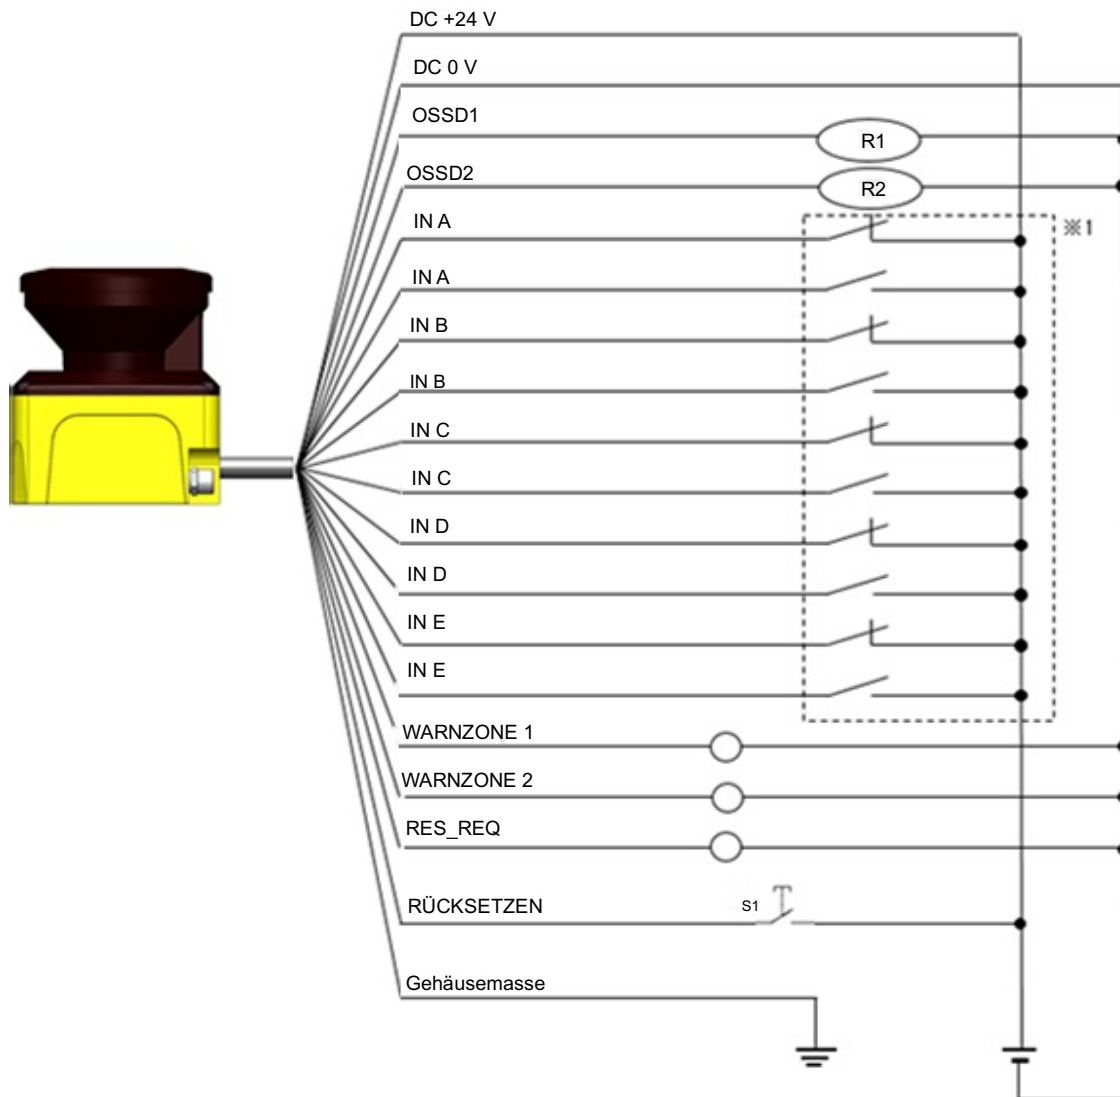 DC +24 V
DC 0 V
OSSD1
R1
OSSD2
R2
IN A
※1
IN A
IN B
IN B
IN C
IN C
IN D
IN D
IN E
IN E
WARNZONE 1
WARNZONE 2
RES_REQ
RÜCKSETZEN
S1
Gehäusemasse